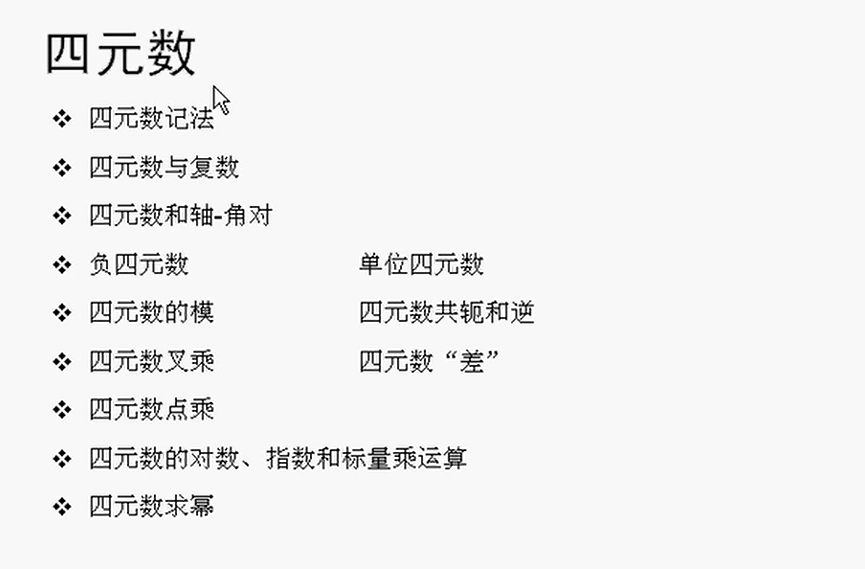 四元数
❖ 四元数记法
❖ 四元数与复数
❖ 四元数和轴-角对
❖ 负四元数 单位四元数
❖ 四元数的模 四元数共轭和逆
❖ 四元数叉乘 四元数“差”
❖ 四元数点乘
❖ 四元数的对数、指数和标量乘运算
❖ 四元数求幂